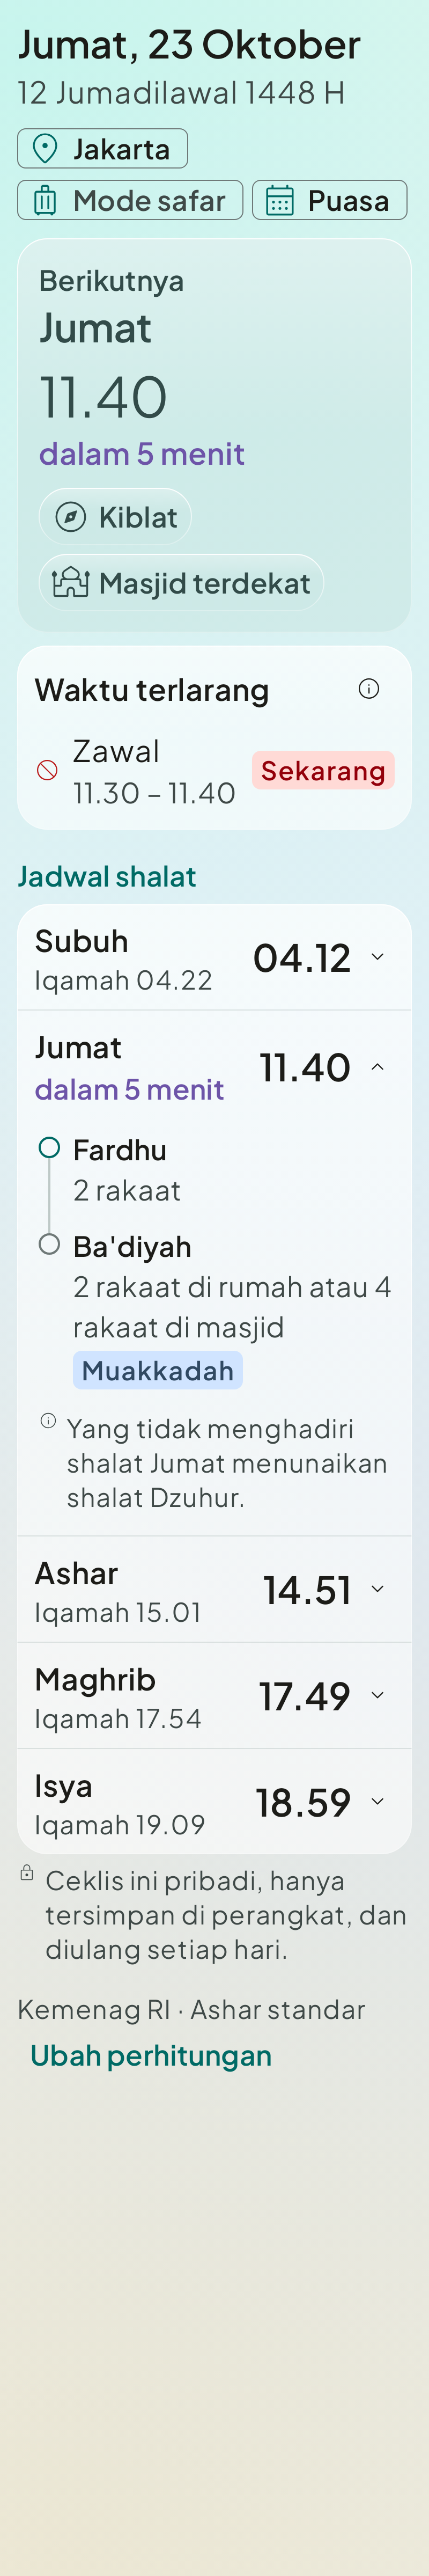 Jumat, 23 Oktober
12 Jumadilawal 1448 H
Jakarta
Mode safar
Puasa
Berikutnya
Jumat
11.40
dalam 5 menit
Kiblat
Masjid terdekat
Waktu terlarang
Zawal
11.30 – 11.40
Sekarang
Jadwal shalat
Subuh
04.12
Iqamah 04.22
Jumat
11.40
dalam 5 menit
Fardhu
2 rakaat
Ba'diyah
2 rakaat di rumah atau 4
rakaat di masjid
Muakkadah
Yang tidak menghadiri
shalat Jumat menunaikan
shalat Dzuhur.
Ashar
14.51
Iqamah 15.01
Maghrib
17.49
Iqamah 17.54
Isya
18.59
Iqamah 19.09
Ceklis ini pribadi, hanya
tersimpan di perangkat, dan
diulang setiap hari.
Kemenag RI · Ashar standar
Ubah perhitungan